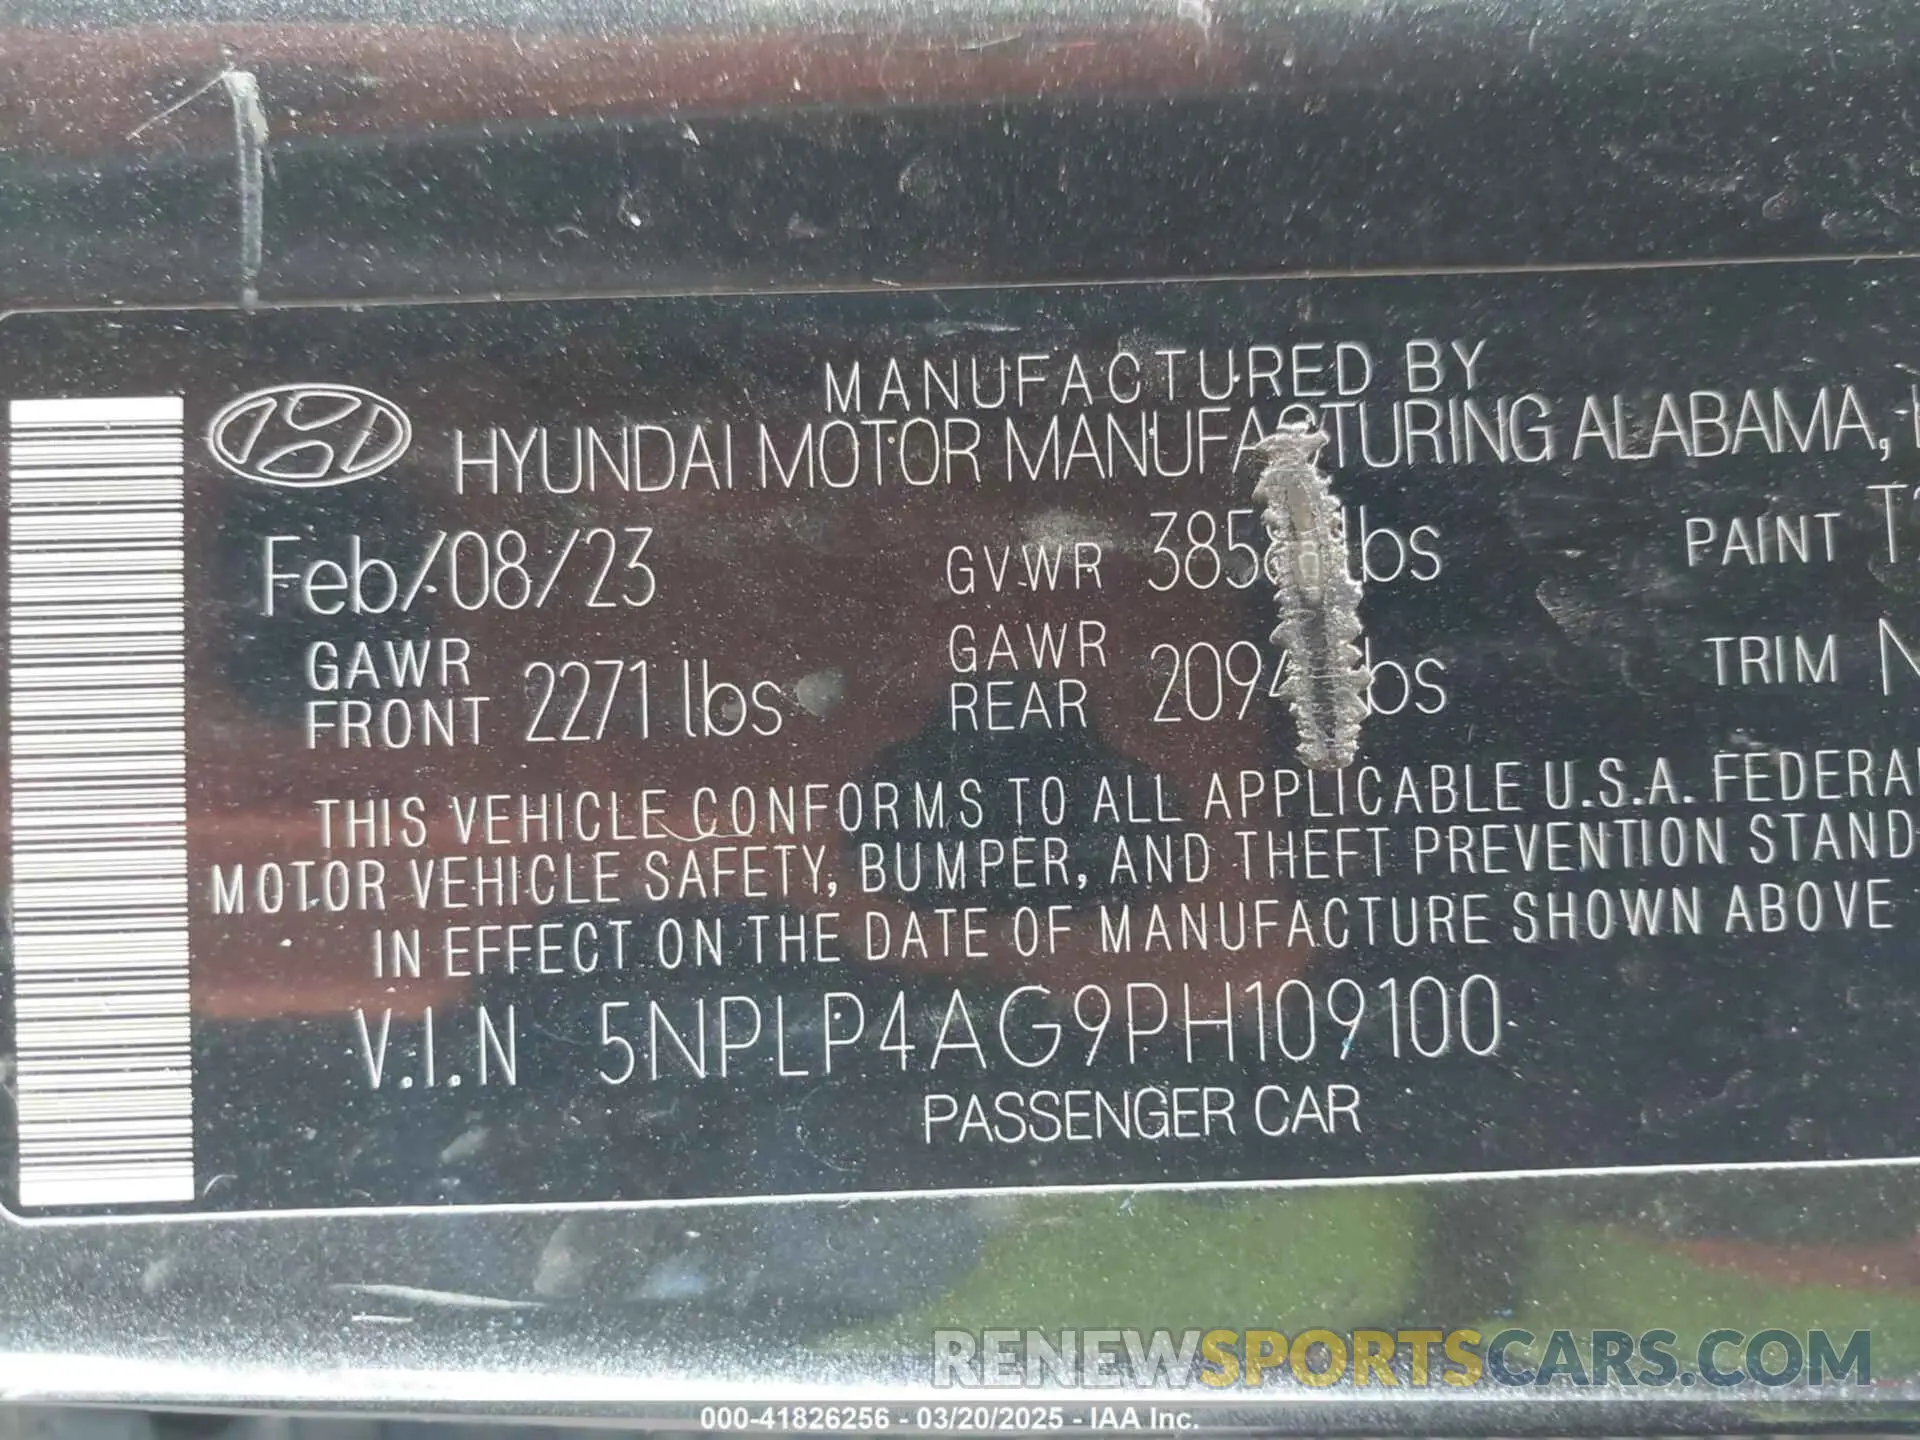 MANUFACTURED BY
HYUNDAI MOTOR MANUFACTURING ALABAMA,
Feb/08/23 GVWR lbs PAINT
GAWR FRONT 2271 lbs GAWR REAR lbs TRIM
THIS VEHICLE CONFORMS TO ALL APPLICABLE U.S.A. FEDERA
MOTOR VEHICLE SAFETY, BUMPER, AND THEFT PREVENTION STAND
IN EFFECT ON THE DATE OF MANUFACTURE SHOWN ABOVE
V.I.N 5NPLP4AG9PH109100
PASSENGER CAR
RENEWSPORTSCARS.COM
000-41826256 - 03/20/2025 - IAA Inc.